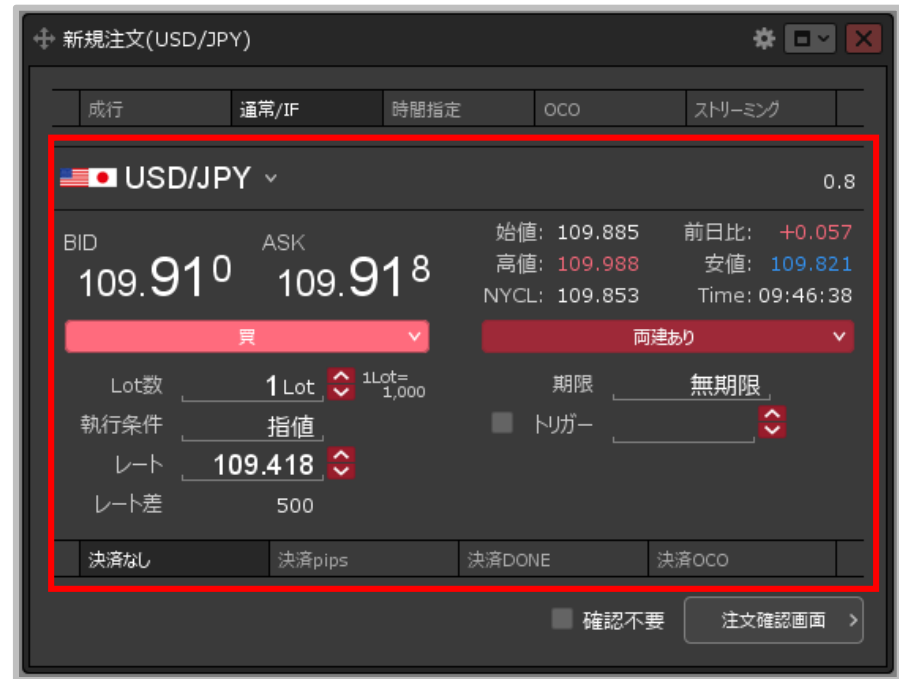 新規注文(USD/JPY)
成行 通常/IF 時間指定 OCO ストリーミング
USD/JPY 0.8
BID ASK 始値: 109.885 前日比: +0.057
109.910 109.918 高値: 109.988 安値: 109.821
NYCL: 109.853 Time: 09:46:38
買 両建あり
Lot数 1 Lot 1Lot= 1,000 期限 無期限
執行条件 指値 トリガー
レート 109.418
レート差 500
決済なし 決済pips 決済DONE 決済OCO
確認不要 注文確認画面